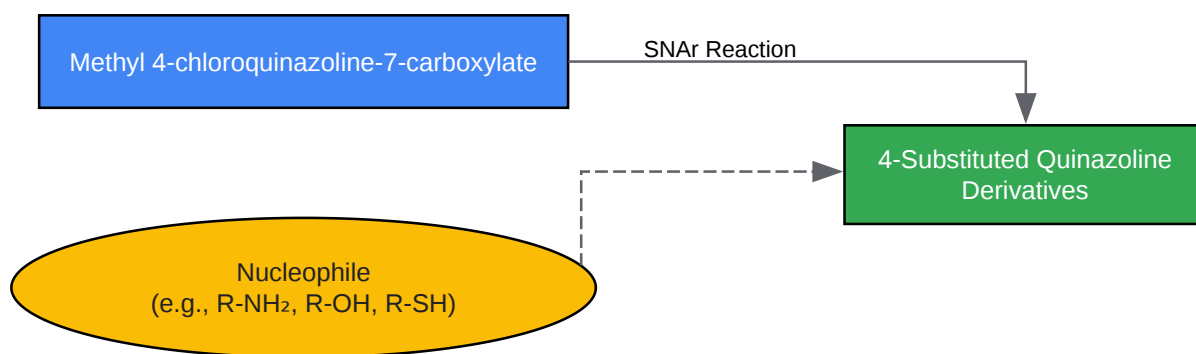 Methyl 4-chloroquinazoline-7-carboxylate
SNAr Reaction
4-Substituted Quinazoline
Derivatives
Nucleophile
(e.g., R-NH₂, R-OH, R-SH)